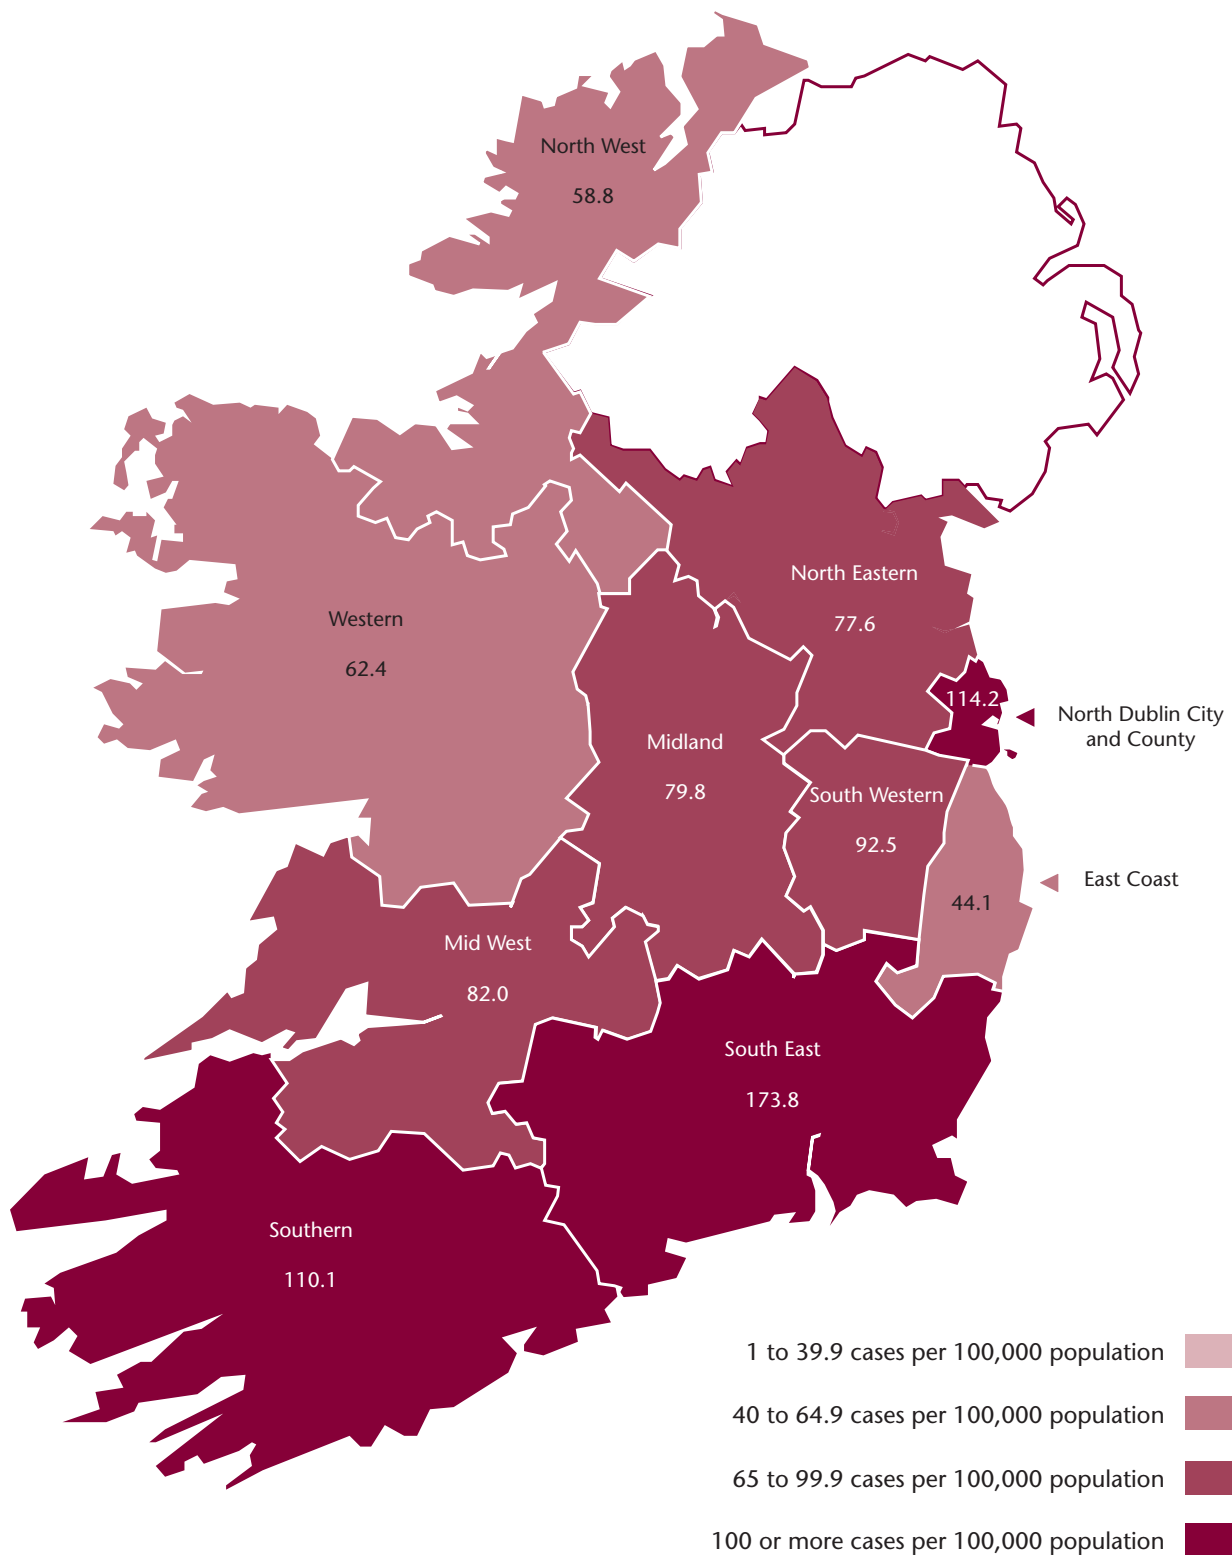 North West
58.8
North Eastern
77.6
Western
62.4
114.2
North Dublin City
and County
Midland
79.8
South Western
92.5
East Coast
44.1
Mid West
82.0
South East
173.8
Southern
110.1
1 to 39.9 cases per 100,000 population
40 to 64.9 cases per 100,000 population
65 to 99.9 cases per 100,000 population
100 or more cases per 100,000 population